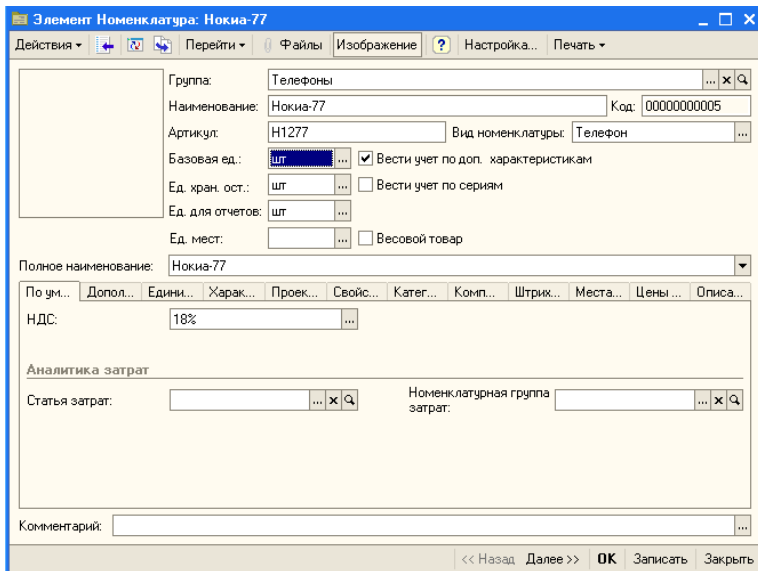 Элемент Номенклатура: Нокиа-77
Действия Перейти Файлы Изображение ? Настройка... Печать
Группа: Телефоны ... x
Наименование: Нокиа-77 Код: 00000000005
Артикул: Н1277 Вид номенклатуры: Телефон ...
Базовая ед.: шт ... Вести учет по доп. характеристикам
Ед. хран. ост.: шт ... Вести учет по сериям
Ед. для отчетов: шт ...
Ед. мест: ... Весовой товар
Полное наименование: Нокиа-77
По ум... Допол... Едини... Харак... Проек... Свойс... Катег... Комп... Штрих... Места... Цены ... Описа...
НДС: 18% ...
Аналитика затрат
Статья затрат: ... x Номенклатурная группа затрат: ... x
Комментарий: ...
<< Назад Далее >> OK Записать Закрыть